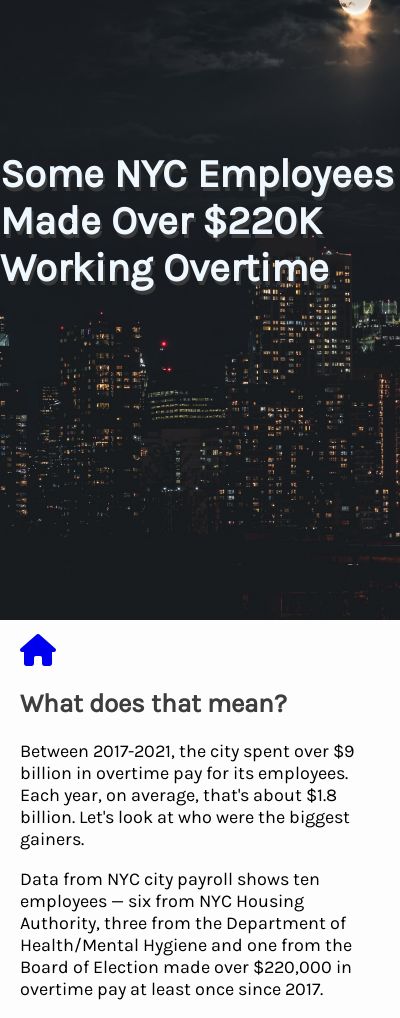 Some NYC Employees
Made Over $220K
Working Overtime
What does that mean?
Between 2017-2021, the city spent over $9
billion in overtime pay for its employees.
Each year, on average, that's about $1.8
billion. Let's look at who were the biggest
gainers.
Data from NYC city payroll shows ten
employees — six from NYC Housing
Authority, three from the Department of
Health/Mental Hygiene and one from the
Board of Election made over $220,000 in
overtime pay at least once since 2017.